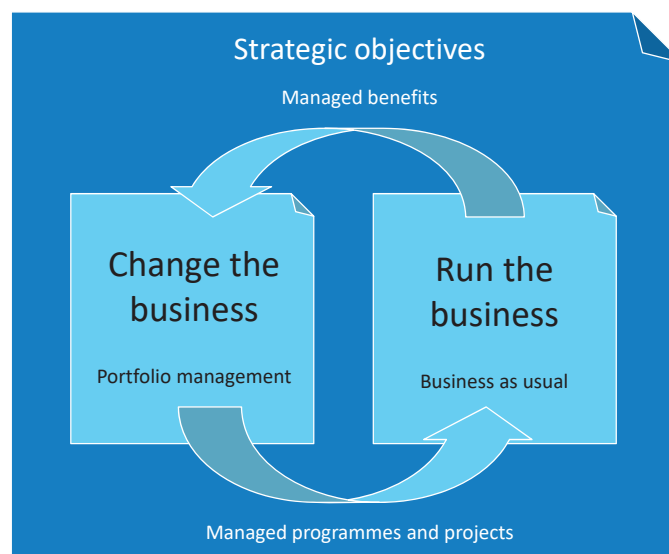 Strategic objectives
Managed benefits
Change the
business
Portfolio management
Run the
business
Business as usual
Managed programmes and projects